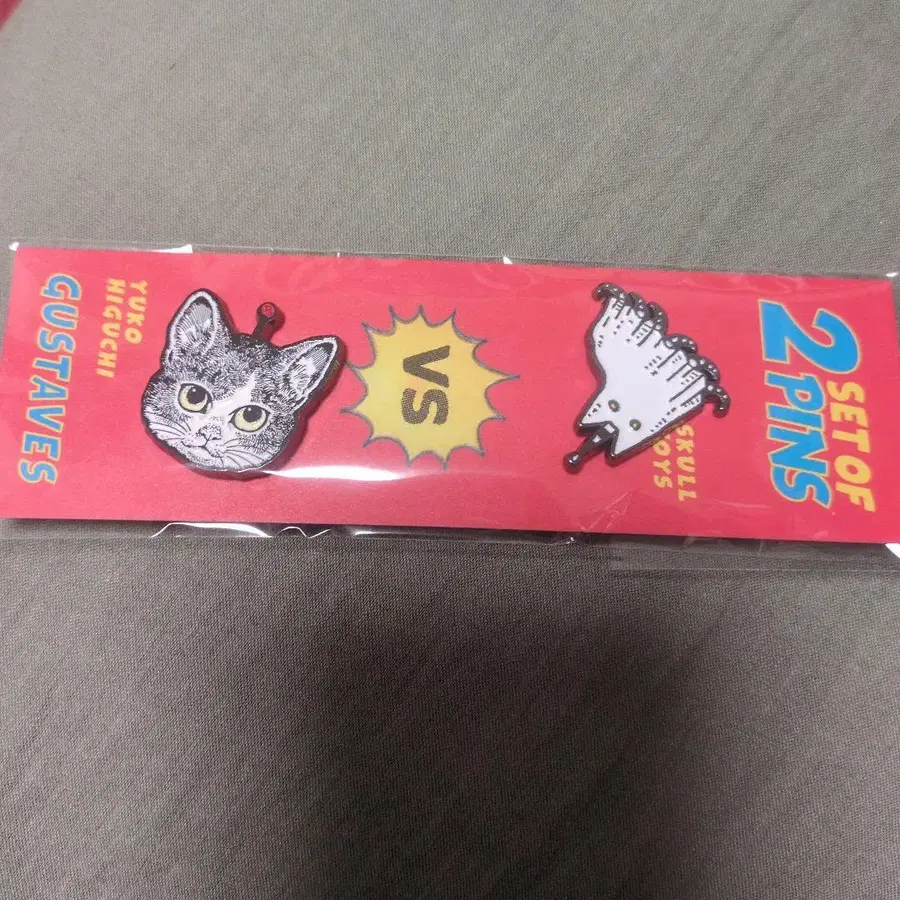 SET OF
2 PINS
SKULL
TOYS
VS
YUKO
HIGUCHI
GUSTAVES